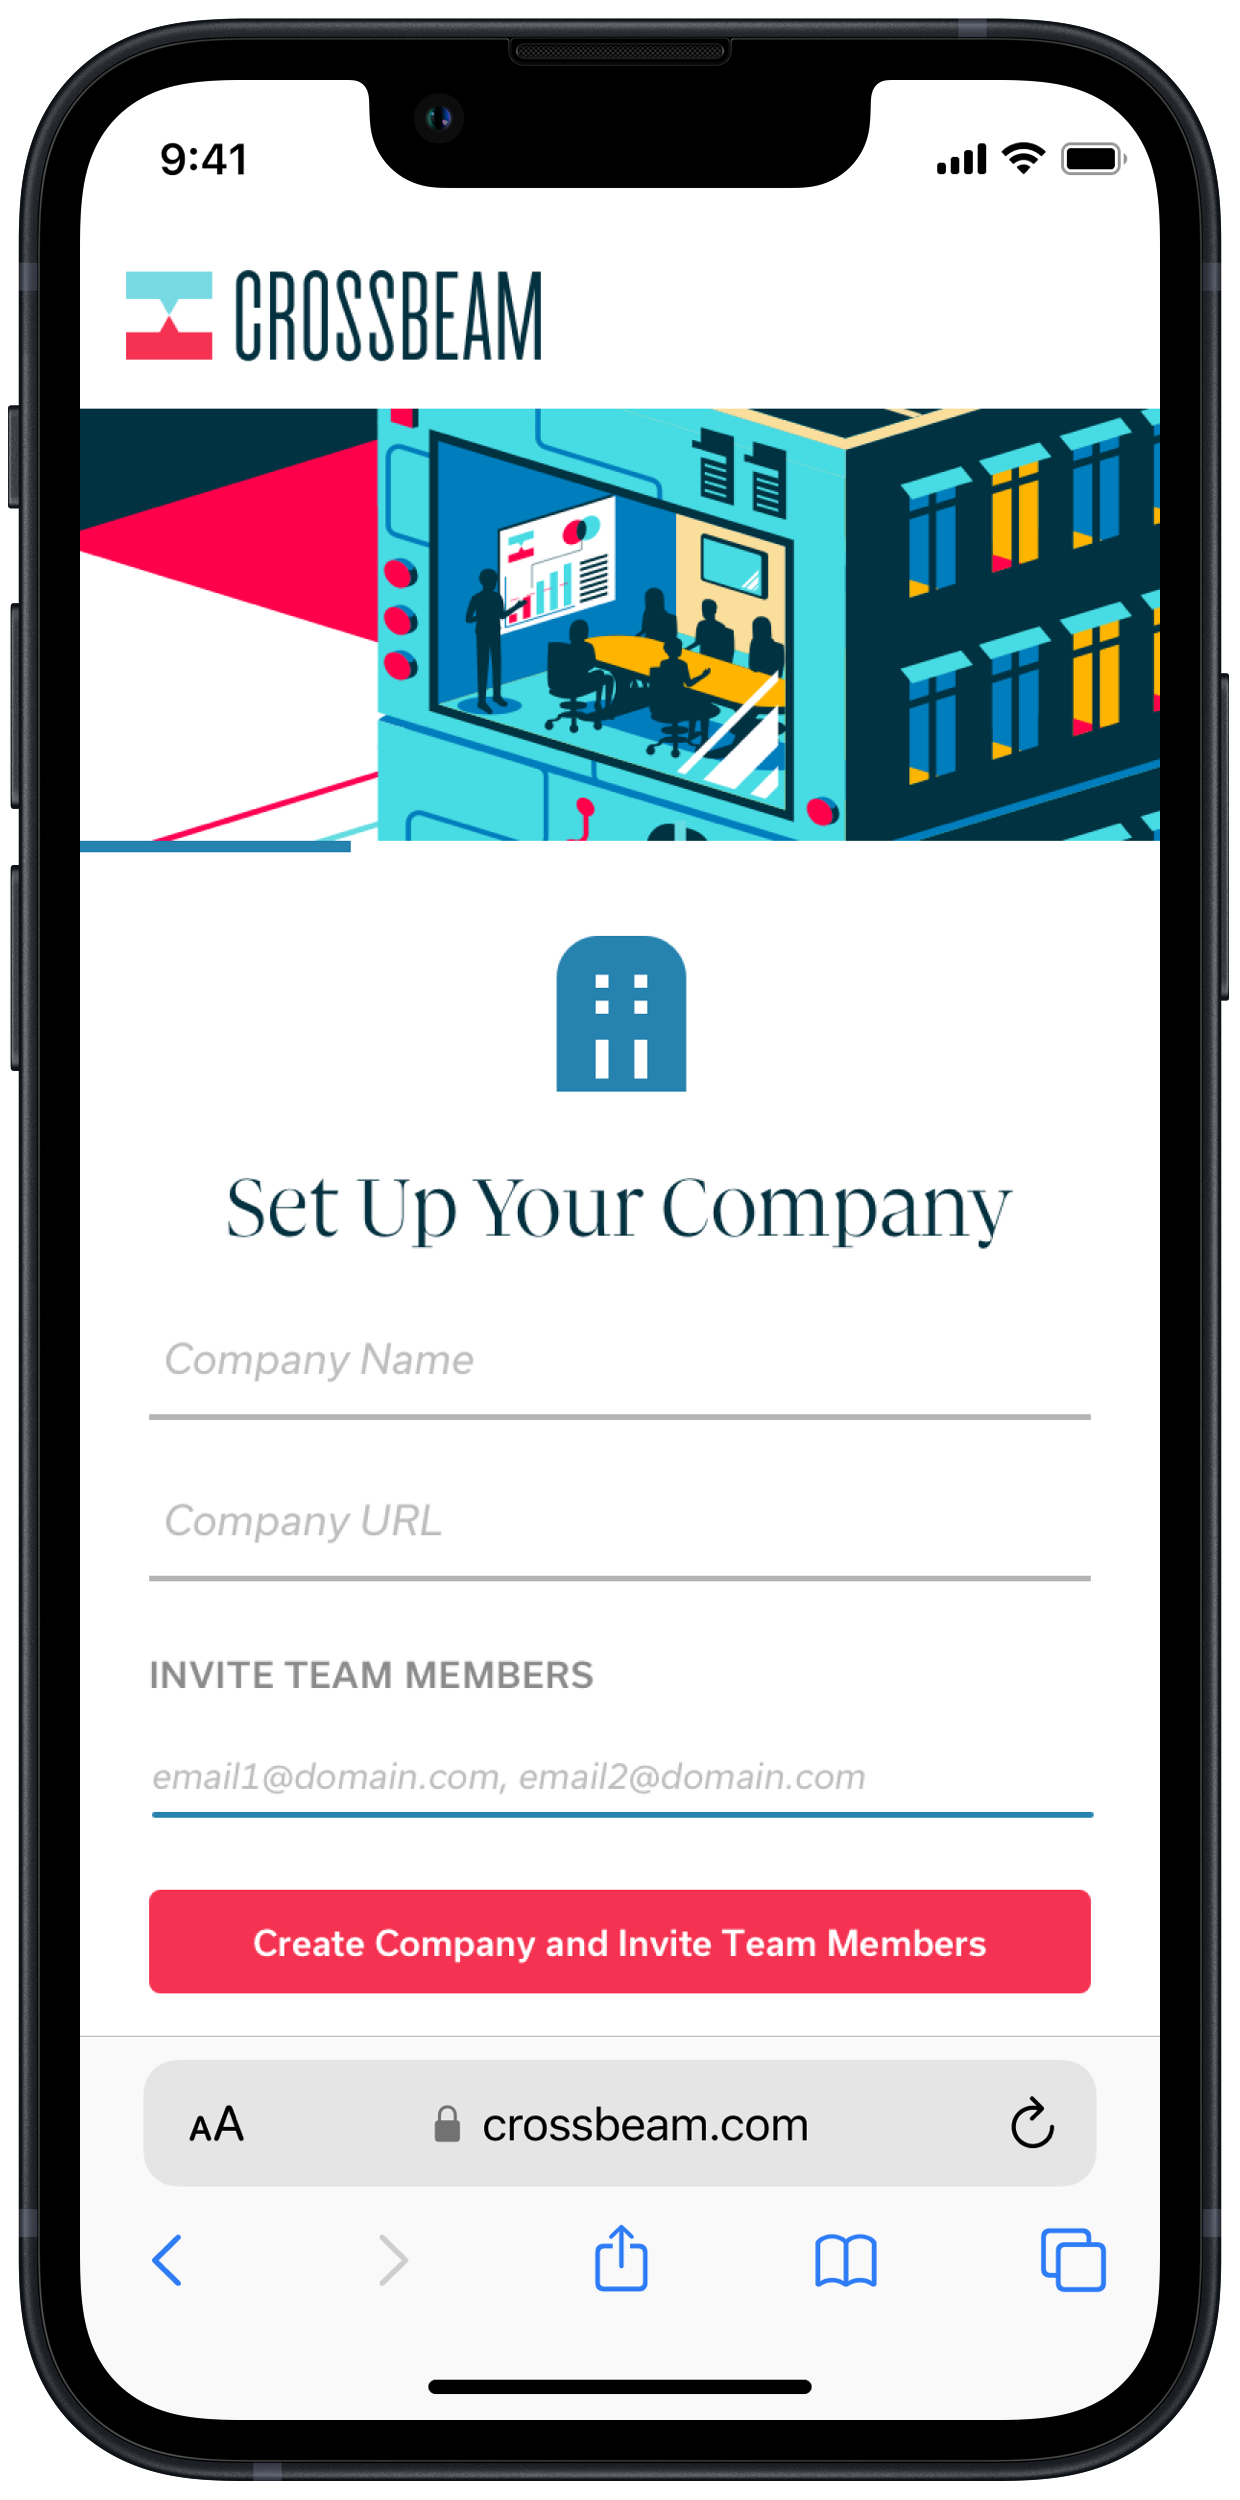 9:41
CROSSBEAM
Set Up Your Company
Company Name
Company URL
INVITE TEAM MEMBERS
email1@domain.com, email2@domain.com
Create Company and Invite Team Members
AA
crossbeam.com